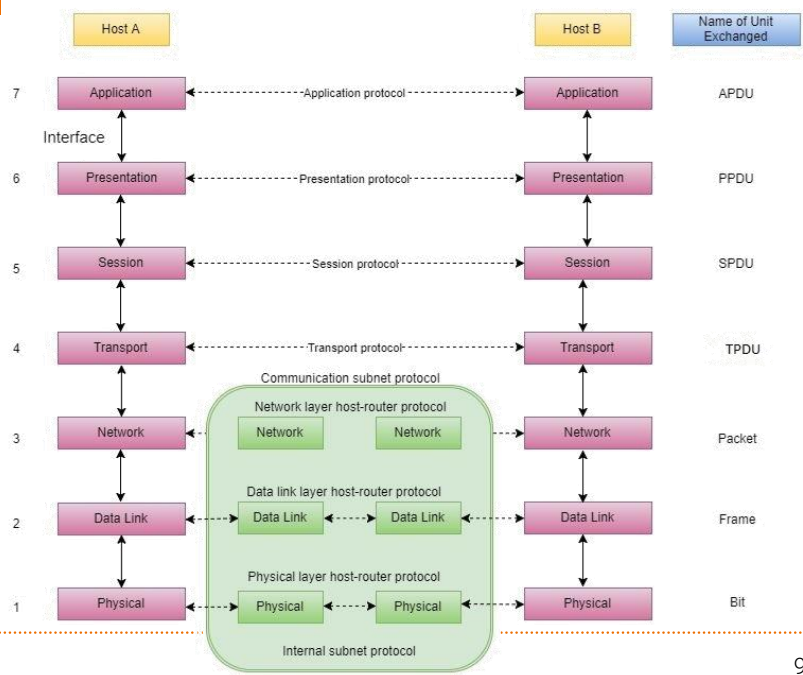 Host A
Host B
Name of Unit
Exchanged
7
Application
Application protocol
Application
APDU
Interface
6
Presentation
Presentation protocol
Presentation
PPDU
5
Session
Session protocol
Session
SPDU
4
Transport
Transport protocol
Transport
TPDU
Communication subnet protocol
Network layer host-router protocol
3
Network
Network
Network
Network
Packet
Data link layer host-router protocol
2
Data Link
Data Link
Data Link
Data Link
Frame
Physical layer host-router protocol
1
Physical
Physical
Physical
Physical
Bit
Internal subnet protocol
9